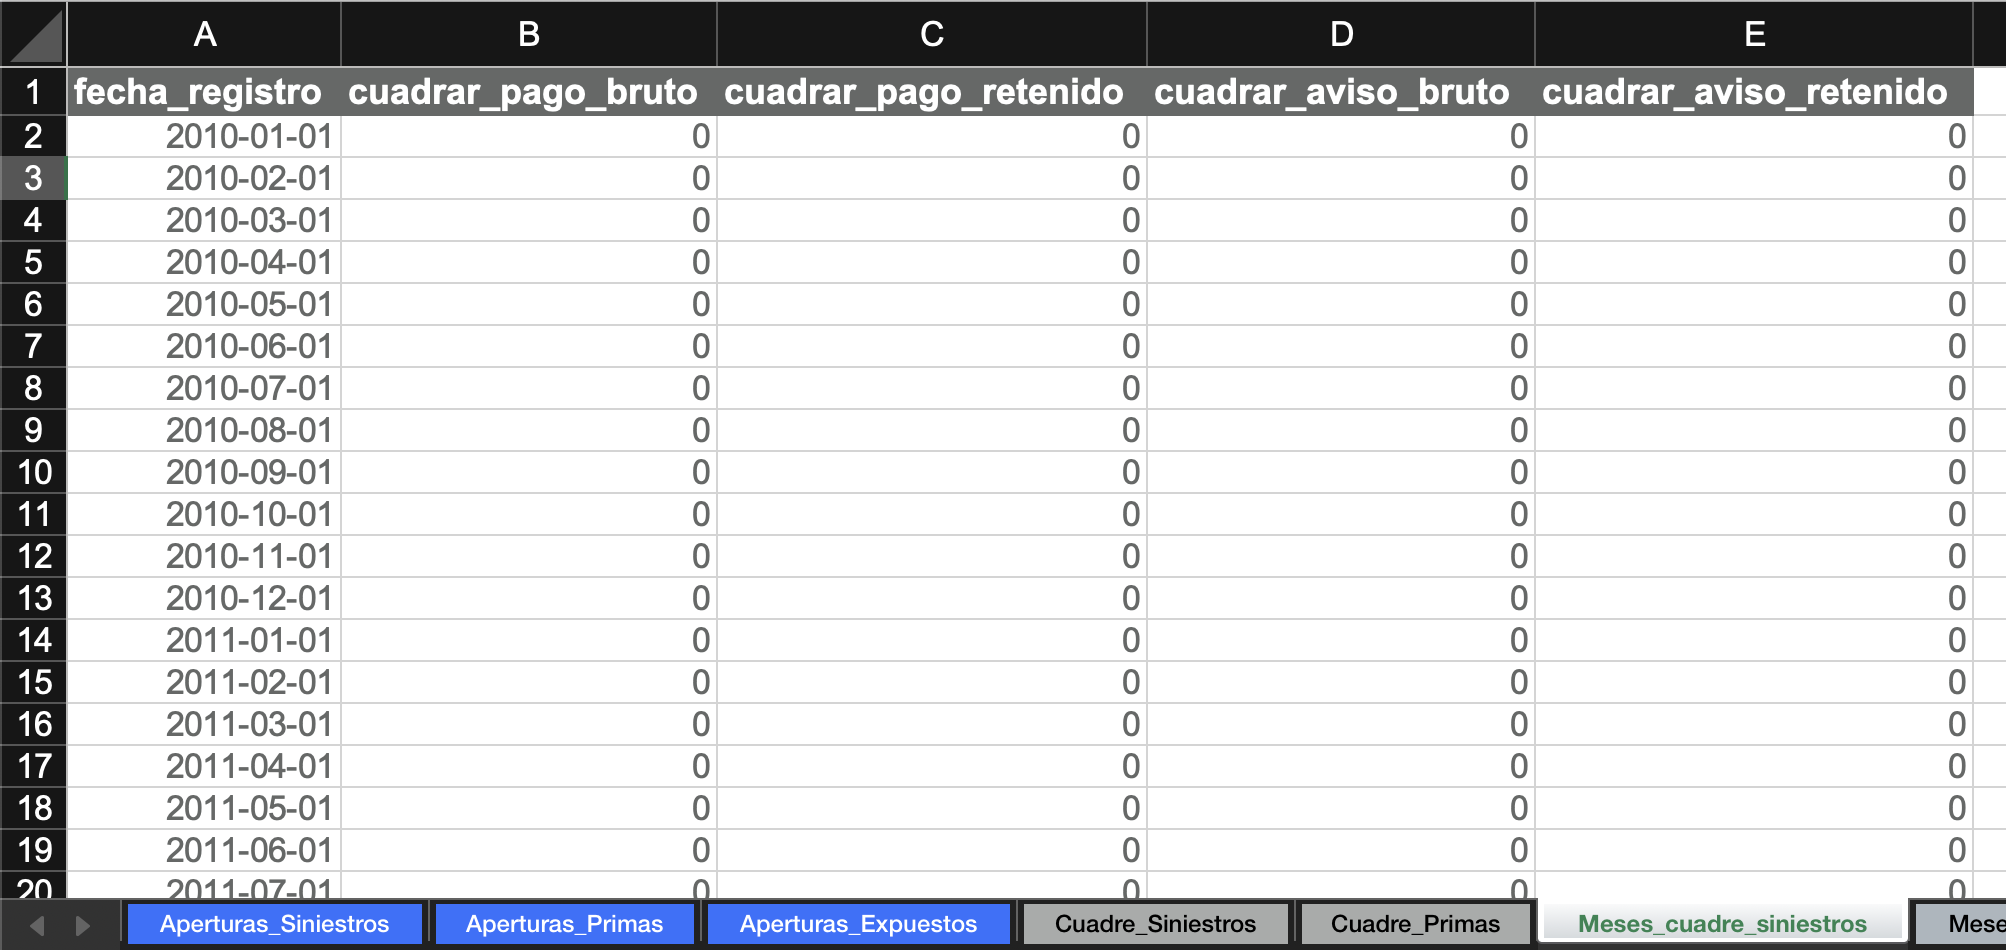 A B C D E
1 fecha_registro cuadrar_pago_bruto cuadrar_pago_retenido cuadrar_aviso_bruto cuadrar_aviso_retenido
2 2010-01-01 0 0 0 0
3 2010-02-01 0 0 0 0
4 2010-03-01 0 0 0 0
5 2010-04-01 0 0 0 0
6 2010-05-01 0 0 0 0
7 2010-06-01 0 0 0 0
8 2010-07-01 0 0 0 0
9 2010-08-01 0 0 0 0
10 2010-09-01 0 0 0 0
11 2010-10-01 0 0 0 0
12 2010-11-01 0 0 0 0
13 2010-12-01 0 0 0 0
14 2011-01-01 0 0 0 0
15 2011-02-01 0 0 0 0
16 2011-03-01 0 0 0 0
17 2011-04-01 0 0 0 0
18 2011-05-01 0 0 0 0
19 2011-06-01 0 0 0 0
20 2011-07-01 0 0 0 0
Aperturas_Siniestros Aperturas_Primas Aperturas_Expuestos Cuadre_Siniestros Cuadre_Primas Meses_cuadre_siniestros Mese